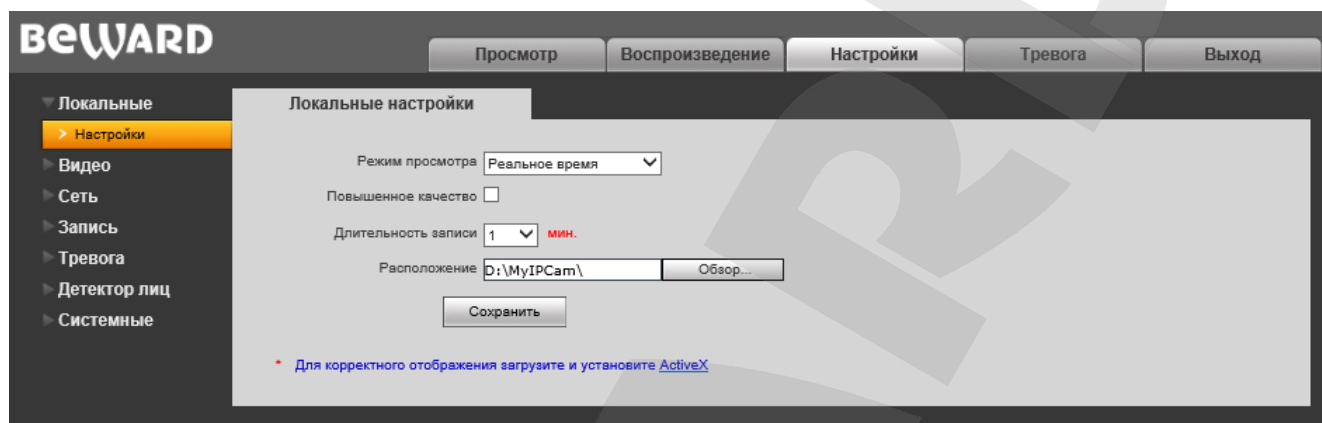 BEWARD
Просмотр Воспроизведение Настройки Тревога Выход
Локальные
Настройки
Видео
Сеть
Запись
Тревога
Детектор лиц
Системные
Локальные настройки
Режим просмотра Реальное время
Повышенное качество
Длительность записи 1 мин.
Расположение D:\MyIPCam\ Обзор...
Сохранить
* Для корректного отображения загрузите и установите ActiveX